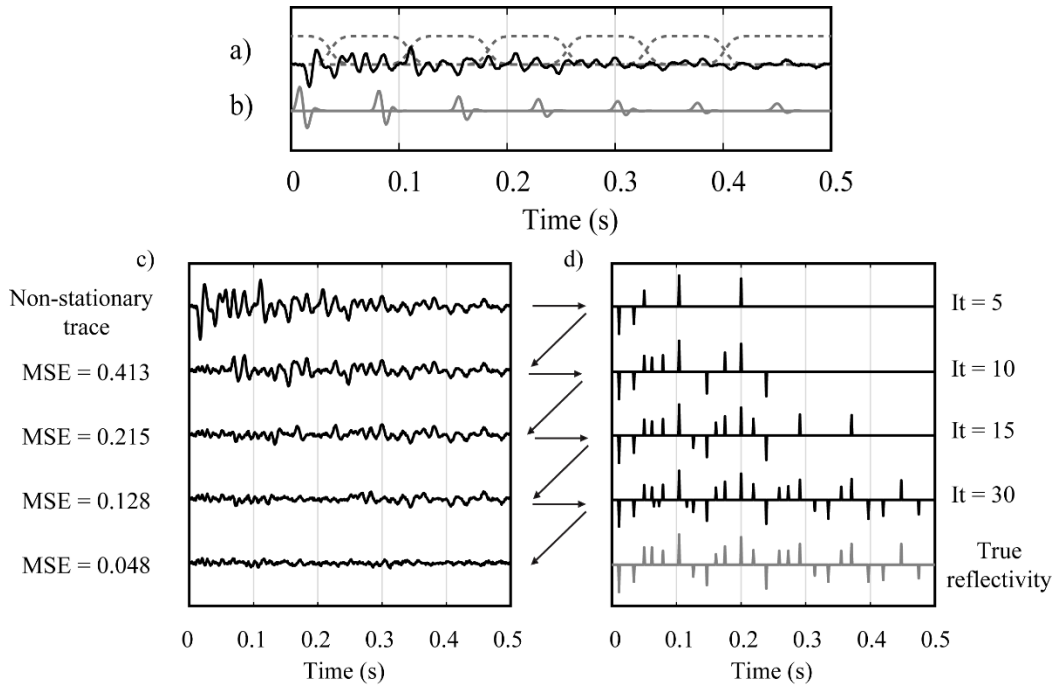 a)
b)
0 0.1 0.2 0.3 0.4 0.5
Time (s)
c)
d)
Non-stationary
trace
MSE = 0.413
MSE = 0.215
MSE = 0.128
MSE = 0.048
It = 5
It = 10
It = 15
It = 30
True
reflectivity
0 0.1 0.2 0.3 0.4 0.5
Time (s)
0 0.1 0.2 0.3 0.4 0.5
Time (s)